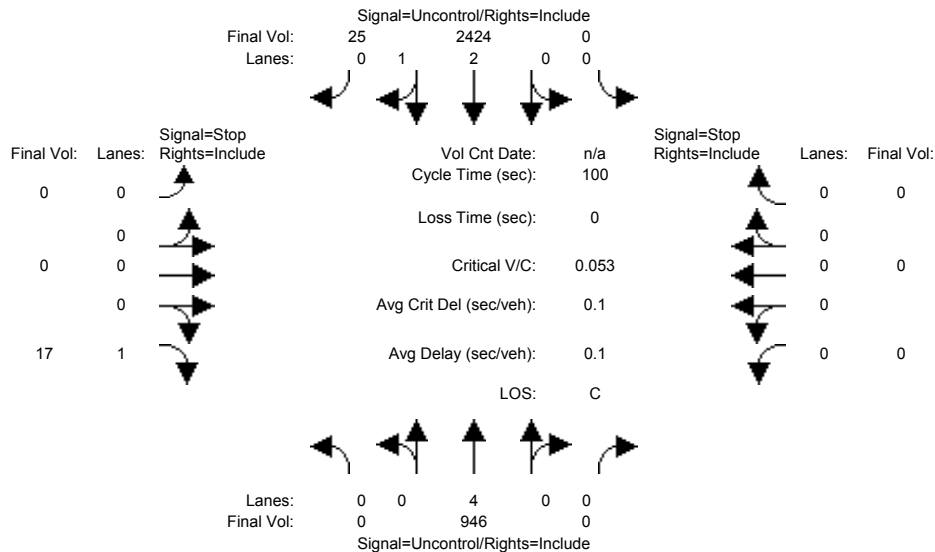 Signal=Uncontrol/Rights=Include
Final Vol: 25 2424 0
Lanes: 0 1 2 0 0
Signal=Stop Signal=Stop
Final Vol: Lanes: Rights=Include Vol Cnt Date: n/a Rights=Include Lanes: Final Vol:
Cycle Time (sec): 100
0 0 0 0
Loss Time (sec): 0
0 0
0 0 Critical V/C: 0.053 0 0
0 Avg Crit Del (sec/veh): 0.1 0
17 1 Avg Delay (sec/veh): 0.1 0 0
LOS: C
Lanes: 0 0 4 0 0
Final Vol: 0 946 0
Signal=Uncontrol/Rights=Include